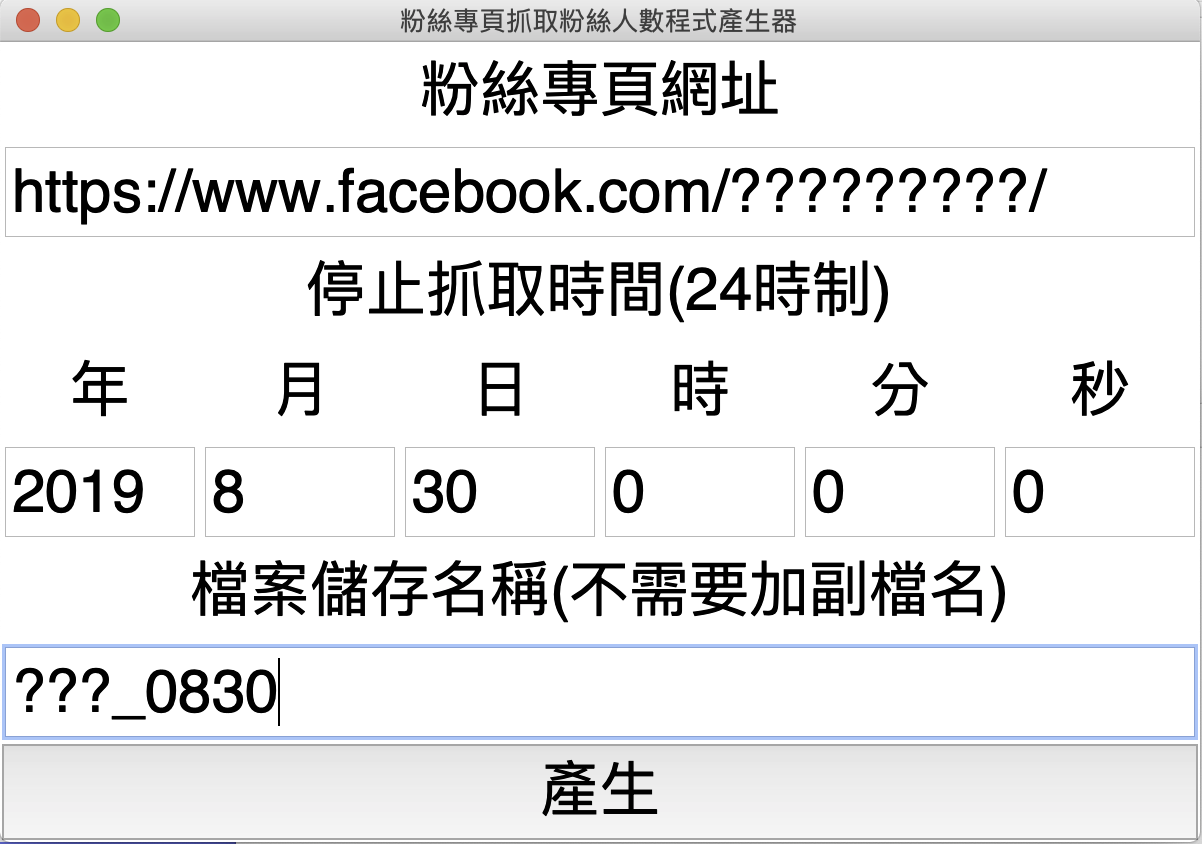 粉絲專頁抓取粉絲人數程式產生器
粉絲專頁網址
https://www.facebook.com/?????????/
停止抓取時間(24時制)
年 月 日 時 分 秒
2019 8 30 0 0 0
檔案儲存名稱(不需要加副檔名)
???_0830
產生